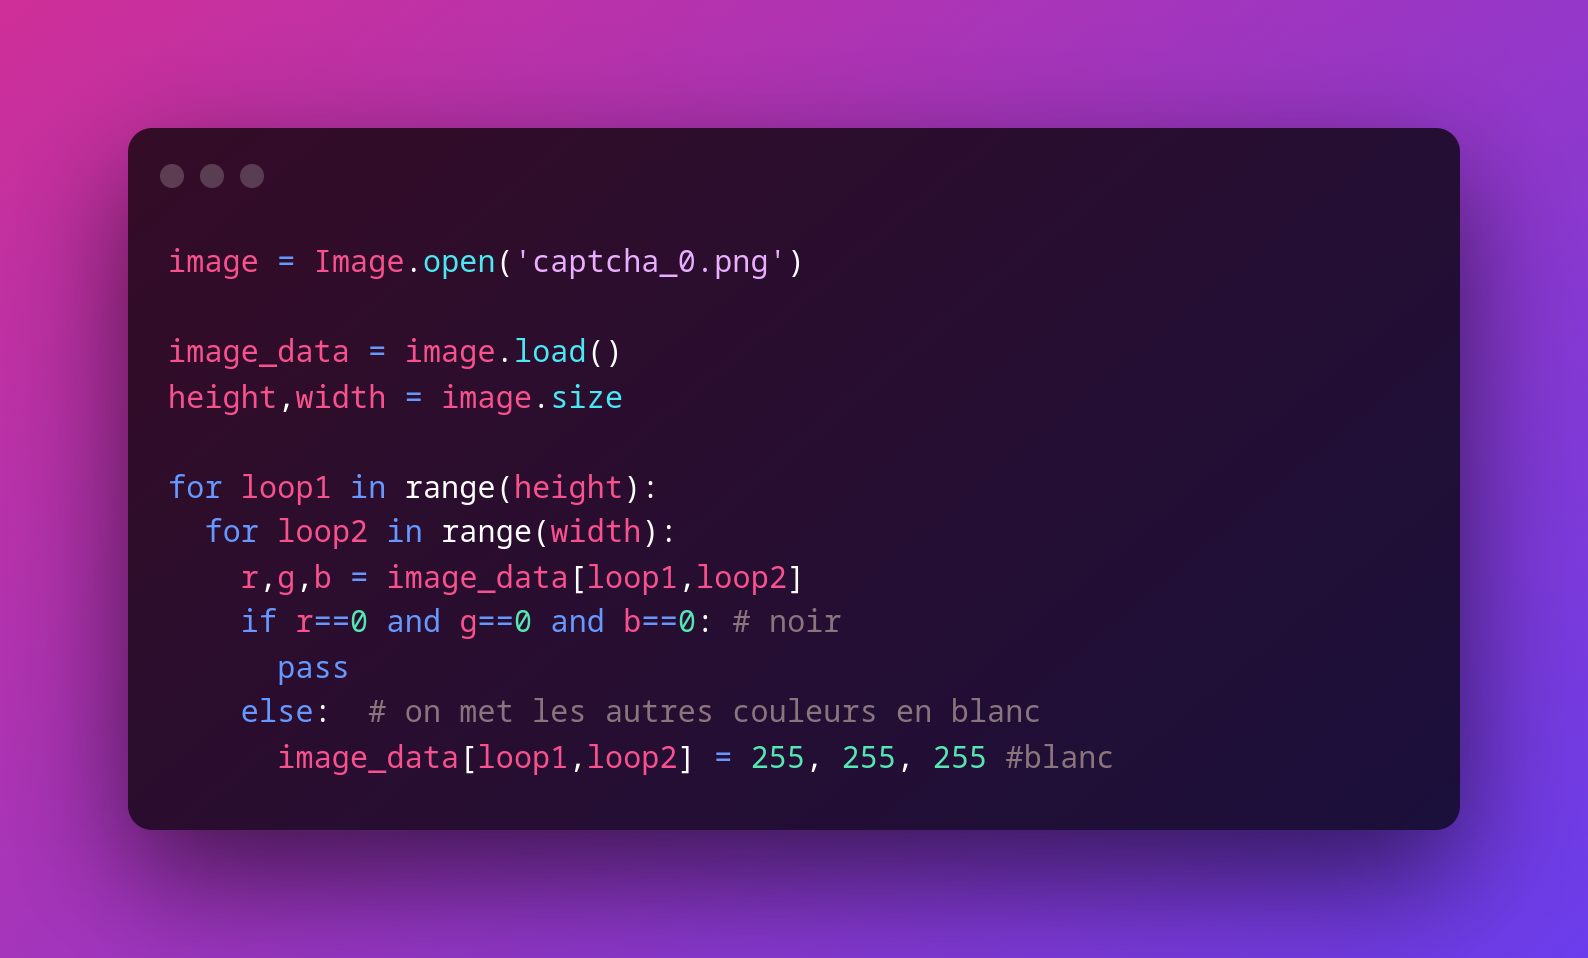 image = Image.open('captcha_0.png')
image_data = image.load()
height,width = image.size
for loop1 in range(height):
  for loop2 in range(width):
    r,g,b = image_data[loop1,loop2]
    if r==0 and g==0 and b==0: # noir
      pass
    else:  # on met les autres couleurs en blanc
      image_data[loop1,loop2] = 255, 255, 255 #blanc